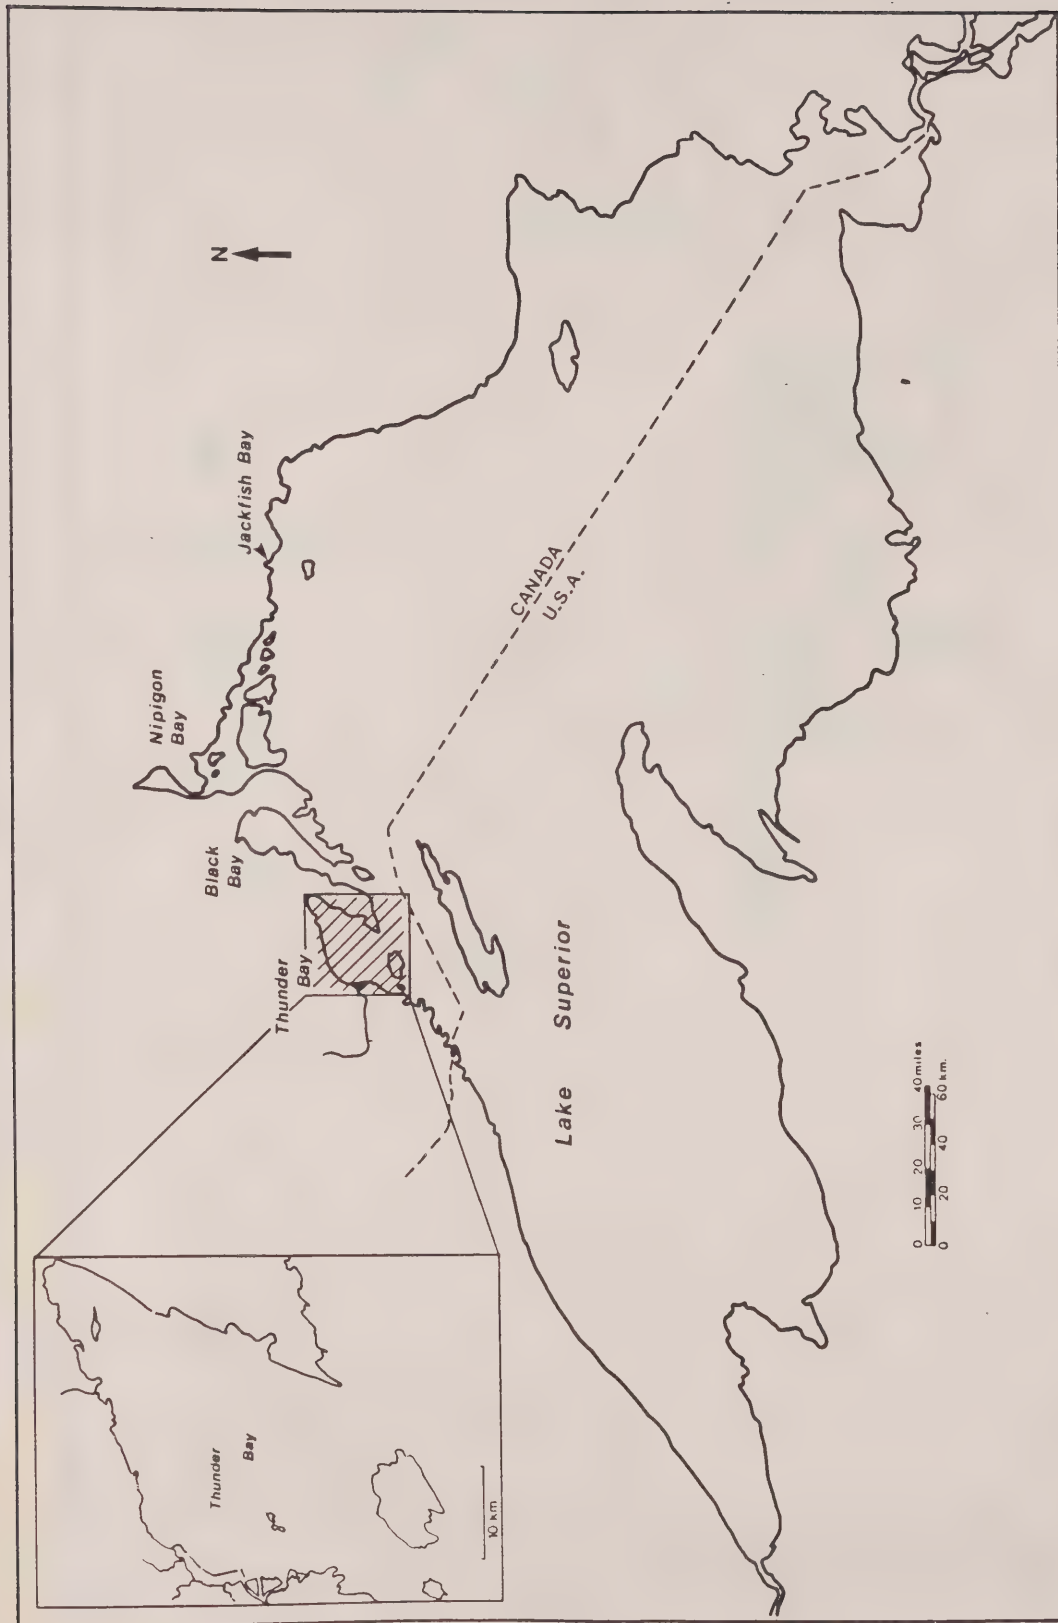 N
Jackfish Bay
Nipigon
Bay
Black
Bay
Thunder
Bay
CANADA
U.S.A.
Lake Superior
Thunder
Bay
10 km
0 10 20 30 40 miles
0 20 40 60 km.